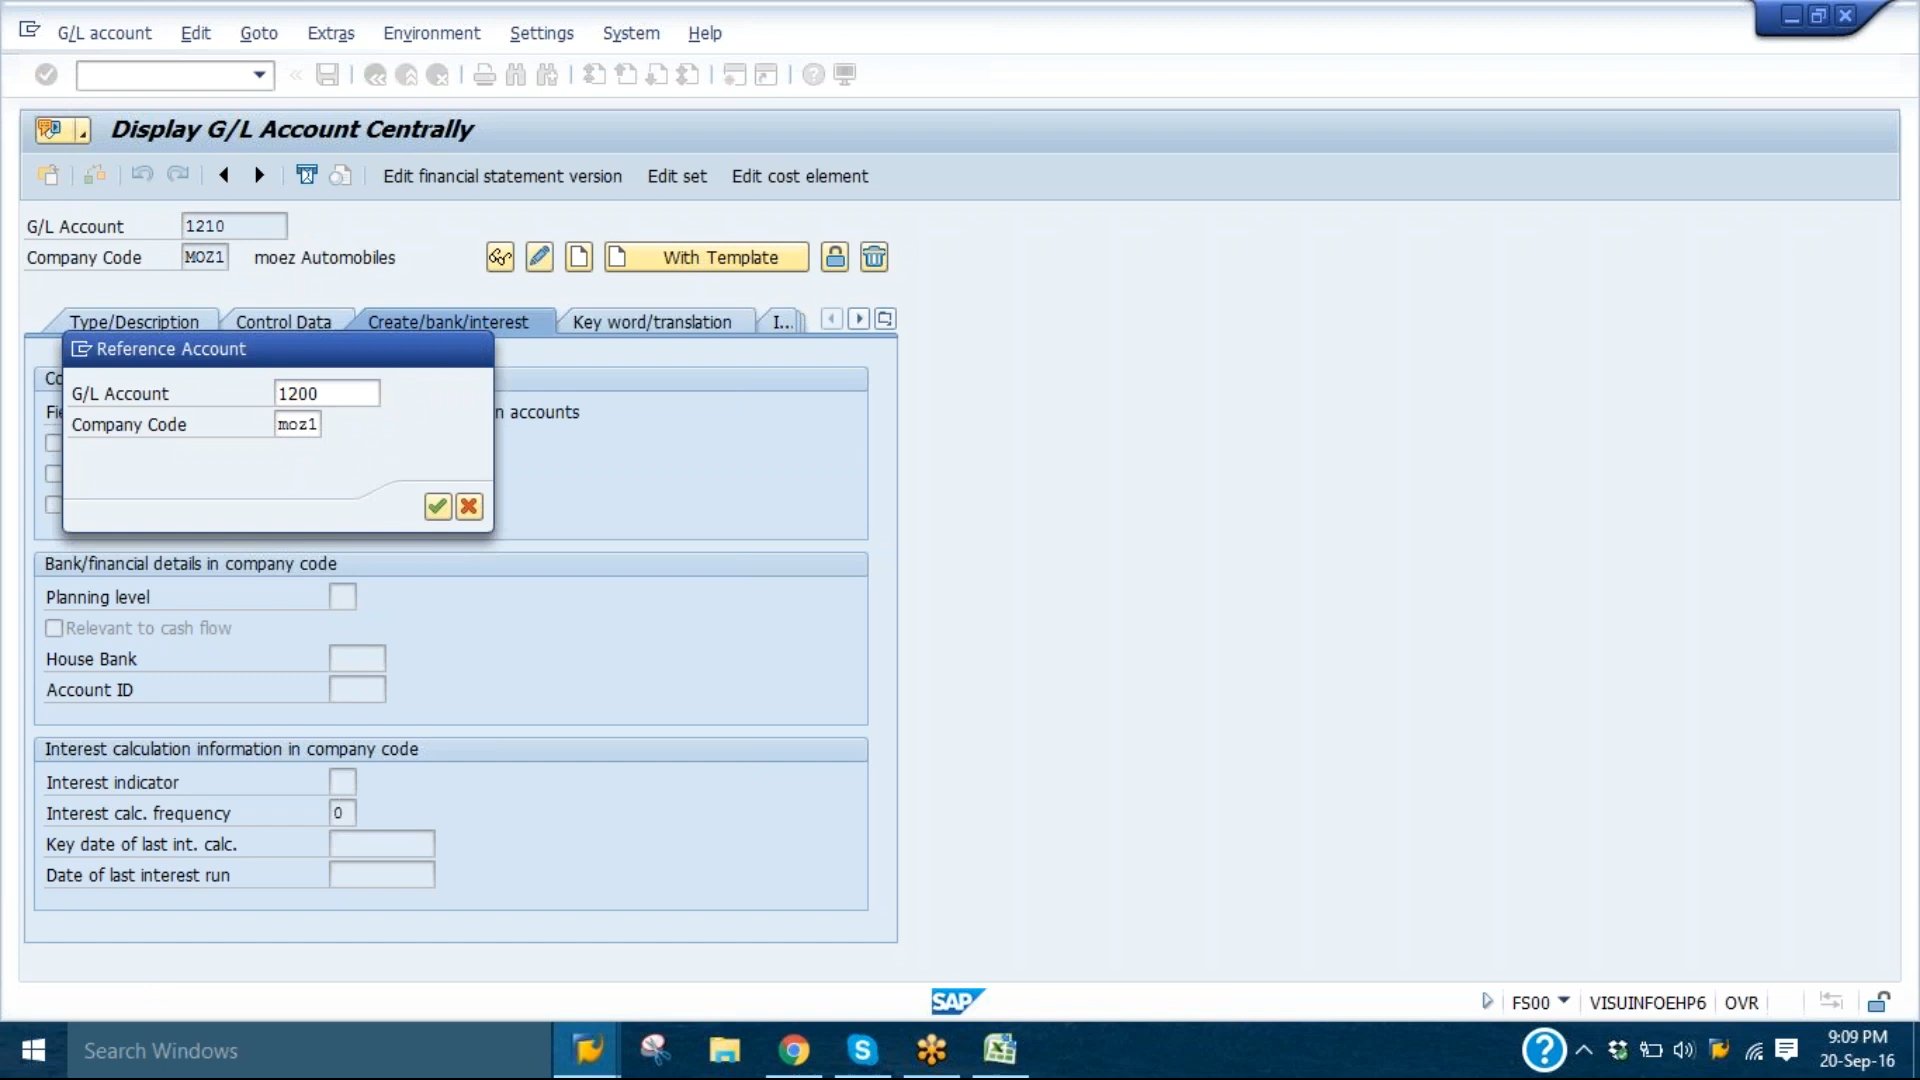 G/L account Edit Goto Extras Environment Settings System Help
Display G/L Account Centrally
Edit financial statement version Edit set Edit cost element
G/L Account 1210
Company Code MOZ1 moez Automobiles With Template
Type/Description Control Data Create/bank/interest Key word/translation I...
Reference Account
G/L Account 1200
n accounts
Company Code moz1
Bank/financial details in company code
Planning level
Relevant to cash flow
House Bank
Account ID
Interest calculation information in company code
Interest indicator
Interest calc. frequency 0
Key date of last int. calc.
Date of last interest run
SAP FS00 VISUINFOEHP6 OVR
Search Windows
9:09 PM
20-Sep-16